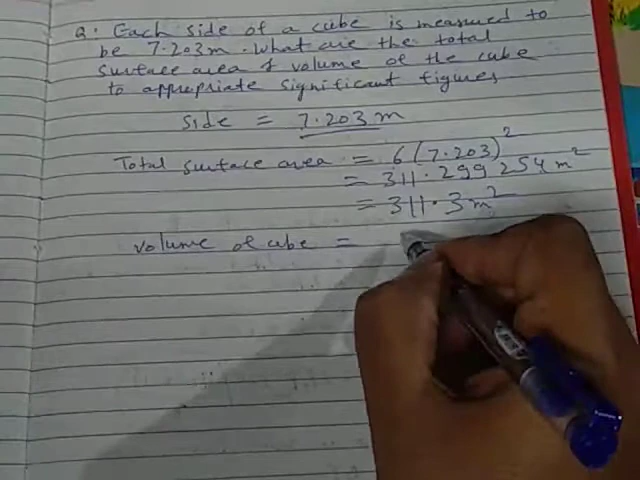 Q. Each side of a cube is measured to
be 7.203m. What are the total
surface area & volume of the cube
to appropriate significant figures
side = 7.203 m
Total surface area = 6(7.203)²
= 311.299254 m²
= 311.3 m²
volume of cube =